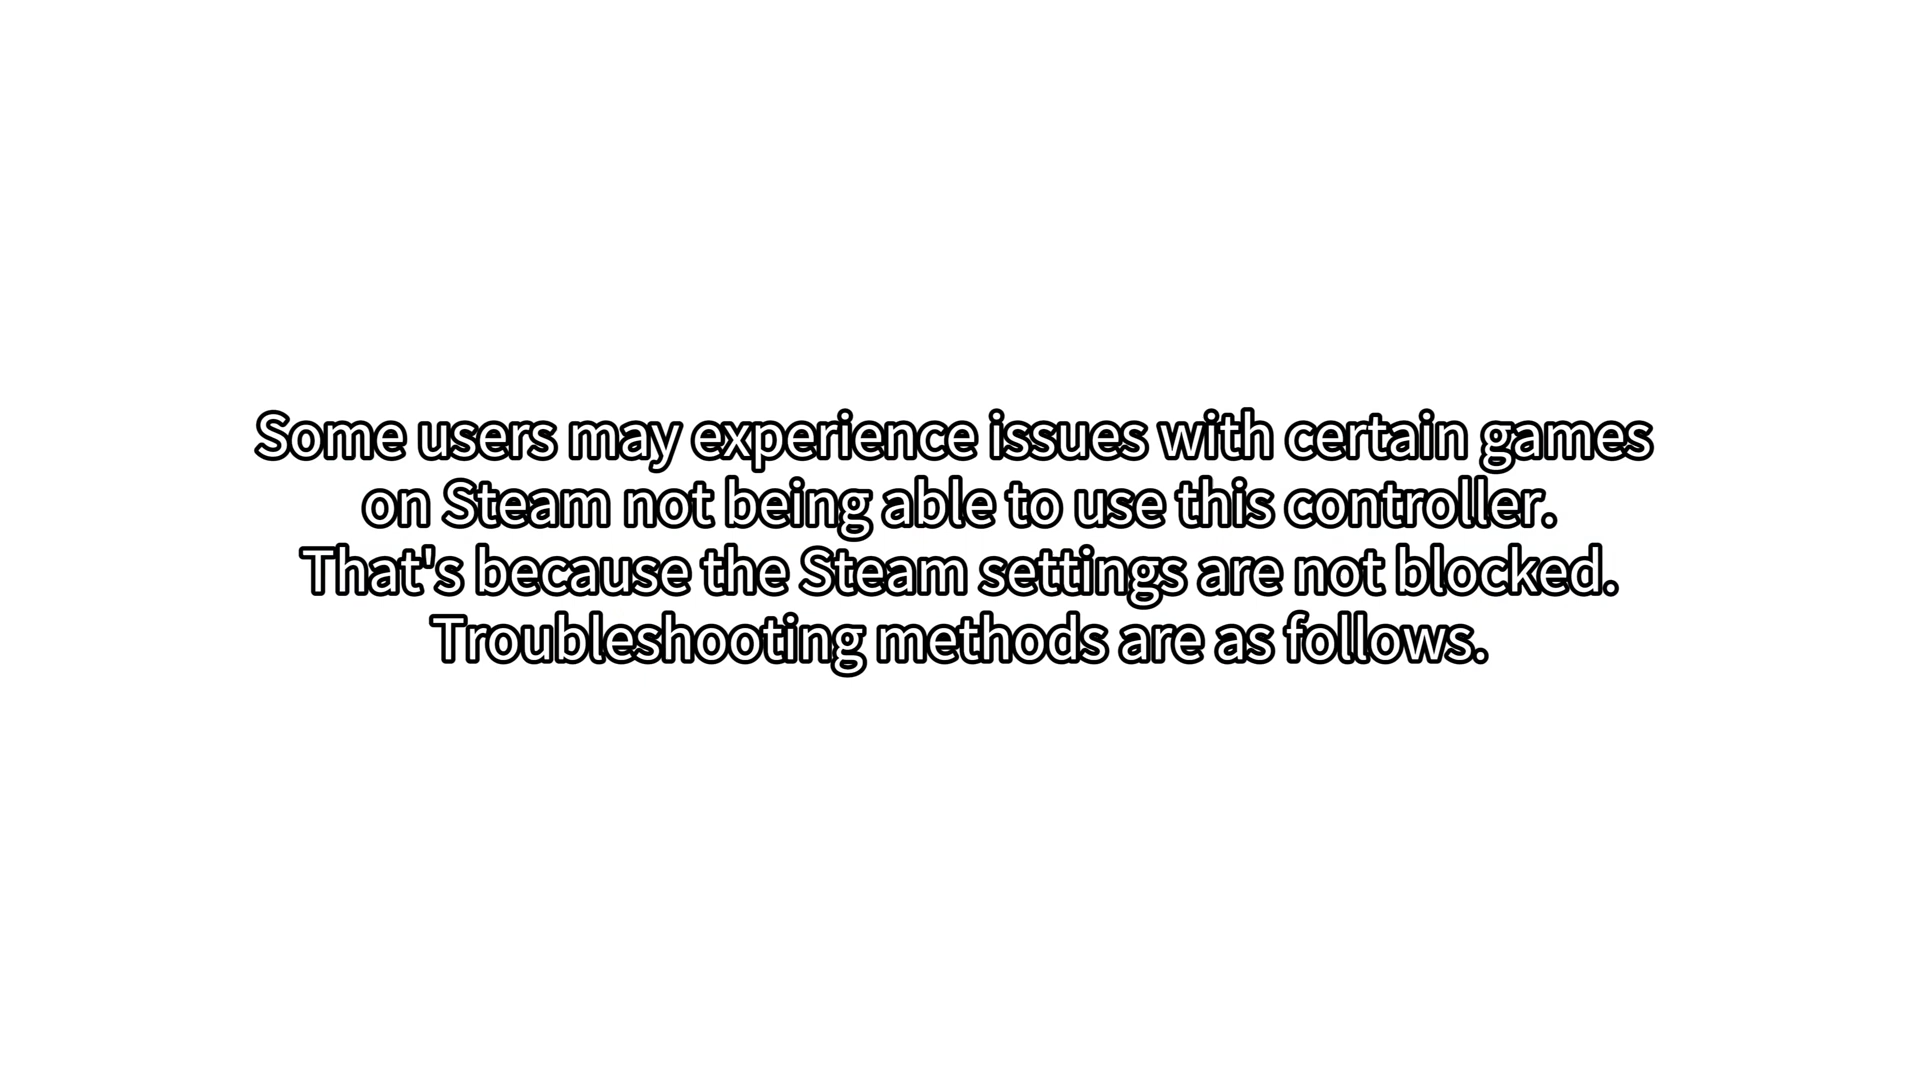 Some users may experience issues with certain games
on Steam not being able to use this controller.
That's because the Steam settings are not blocked.
Troubleshooting methods are as follows.